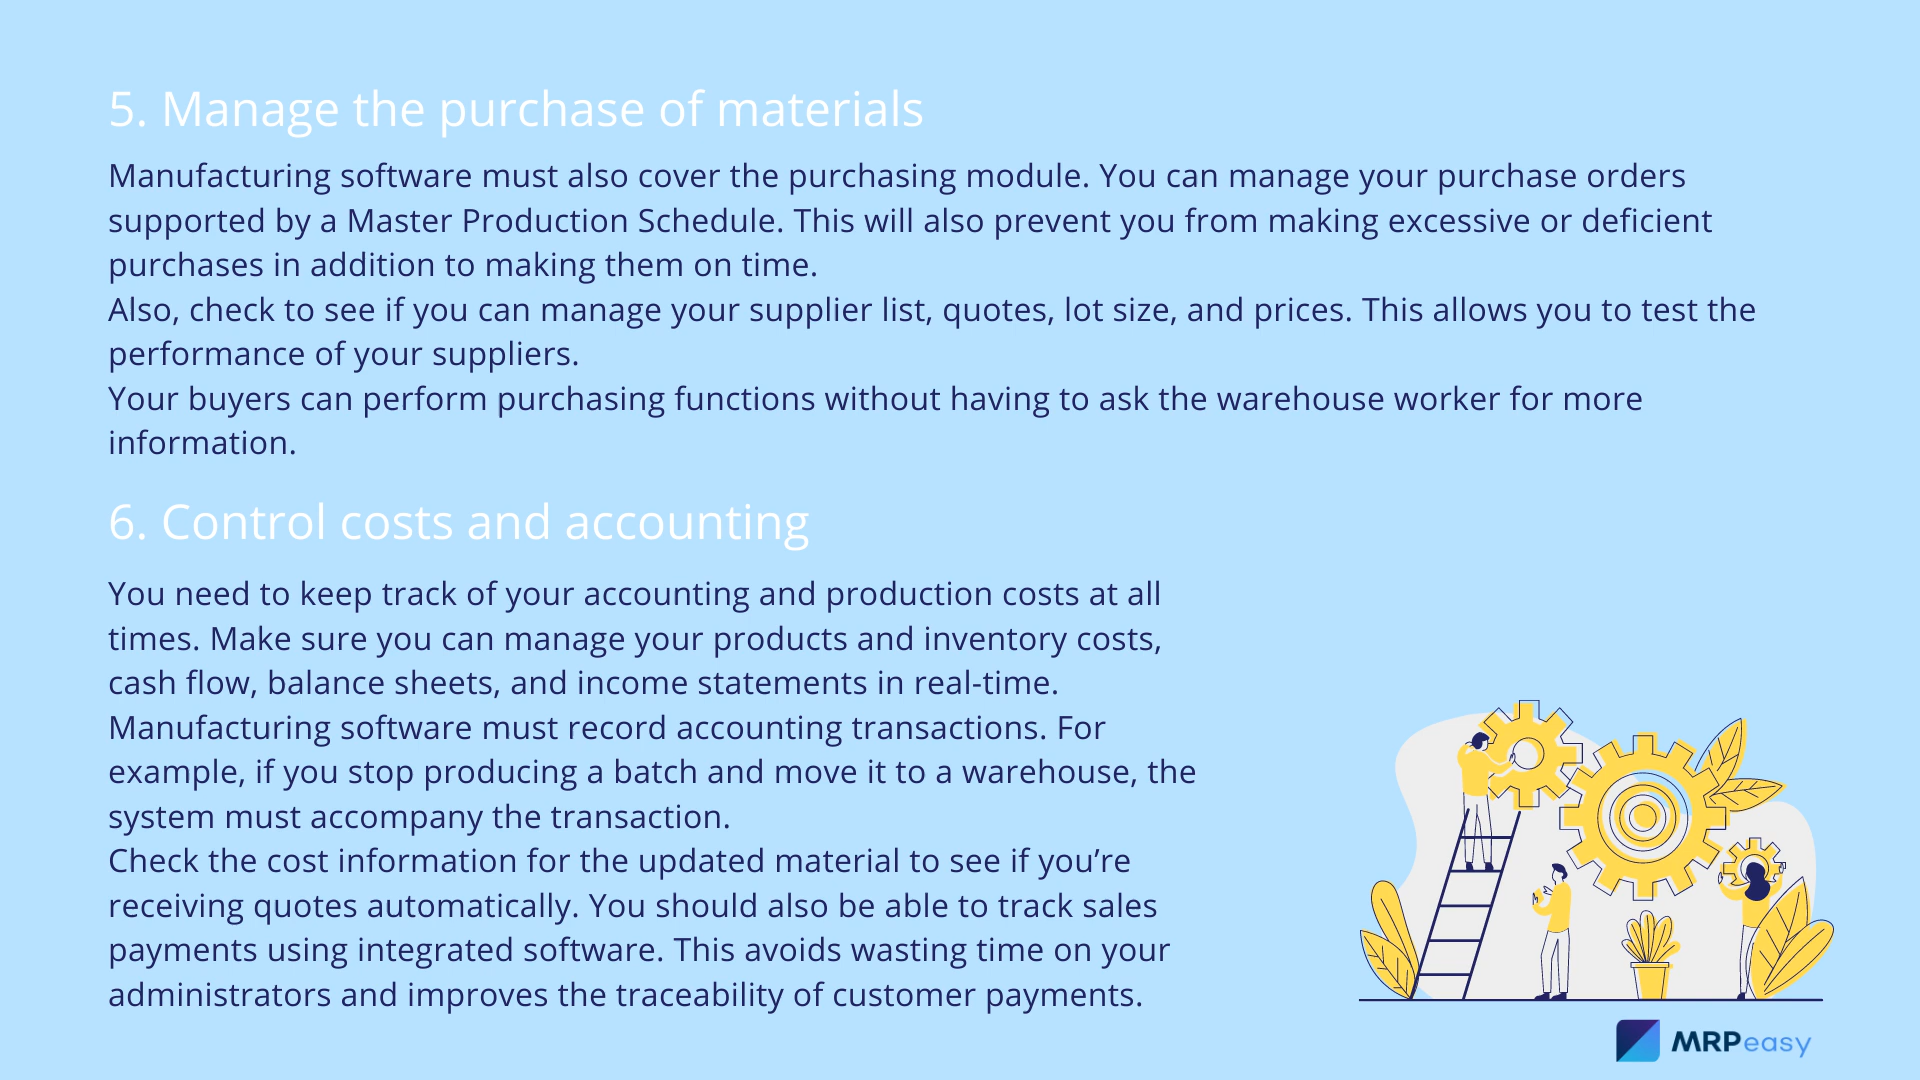 5. Manage the purchase of materials
Manufacturing software must also cover the purchasing module. You can manage your purchase orders
supported by a Master Production Schedule. This will also prevent you from making excessive or deficient
purchases in addition to making them on time.
Also, check to see if you can manage your supplier list, quotes, lot size, and prices. This allows you to test the
performance of your suppliers.
Your buyers can perform purchasing functions without having to ask the warehouse worker for more
information.
6. Control costs and accounting
You need to keep track of your accounting and production costs at all
times. Make sure you can manage your products and inventory costs,
cash flow, balance sheets, and income statements in real-time.
Manufacturing software must record accounting transactions. For
example, if you stop producing a batch and move it to a warehouse, the
system must accompany the transaction.
Check the cost information for the updated material to see if you’re
receiving quotes automatically. You should also be able to track sales
payments using integrated software. This avoids wasting time on your
administrators and improves the traceability of customer payments.
MRPeasy